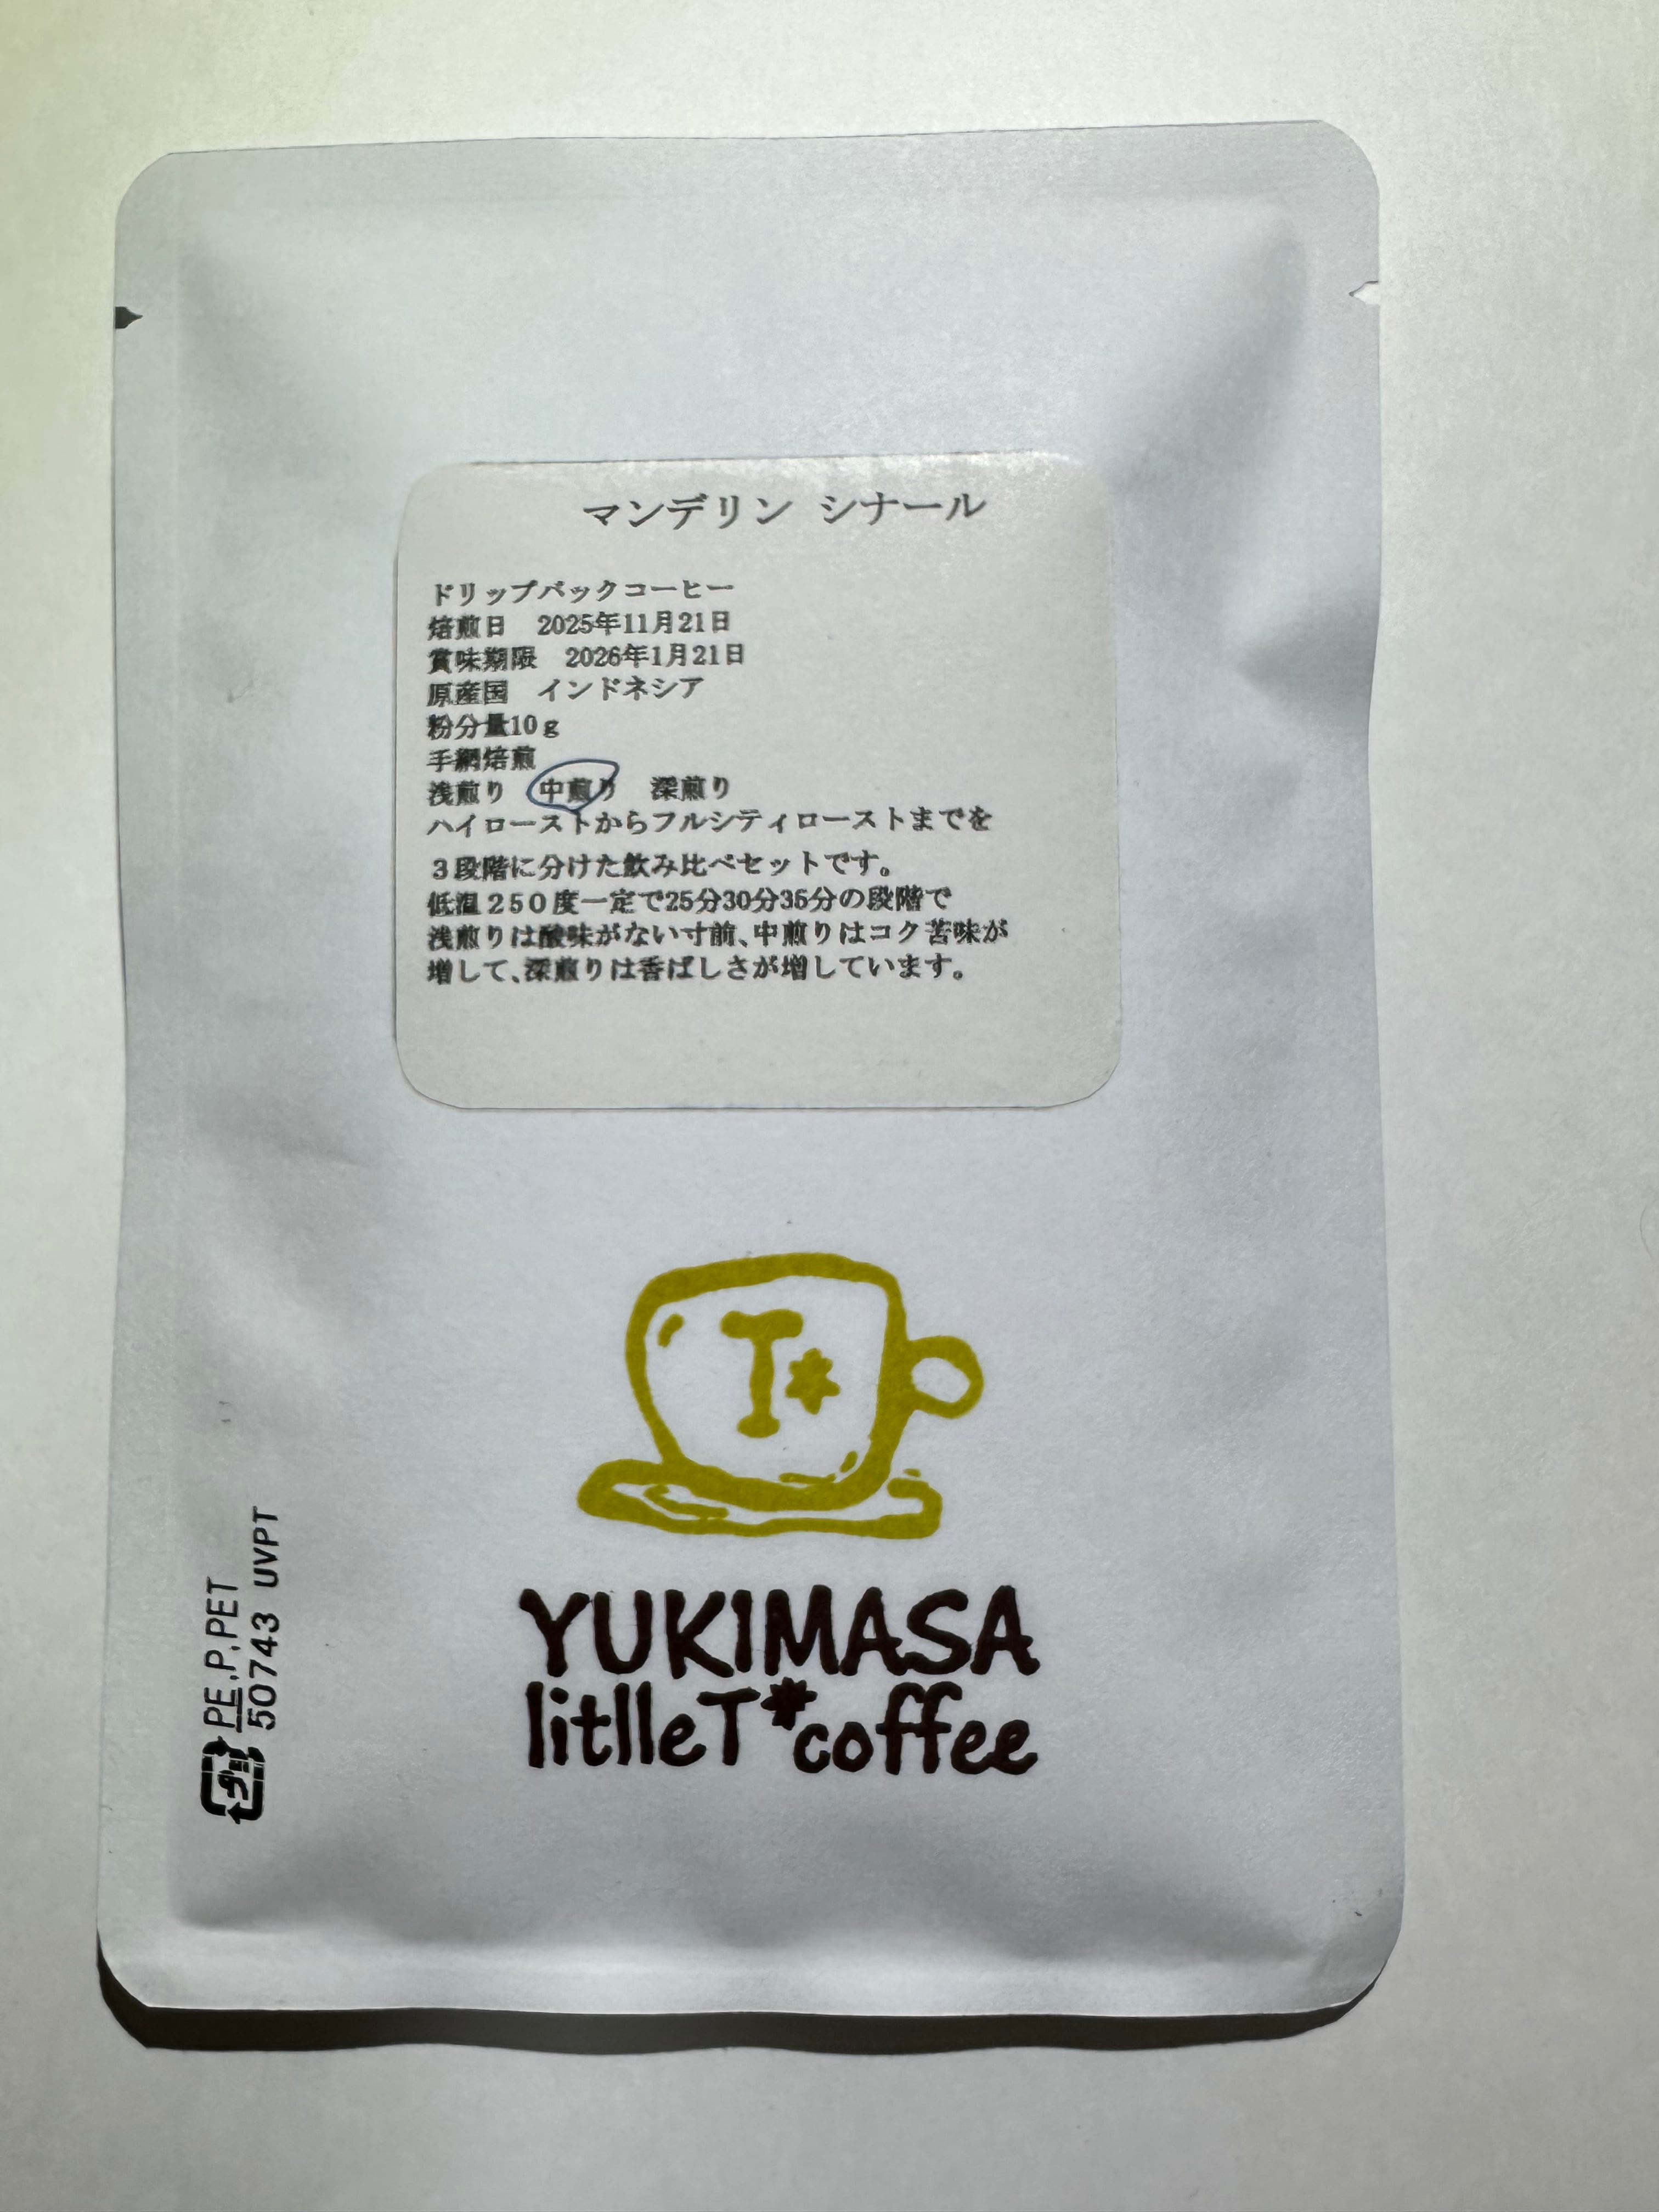 マンデリン シナール
ドリップバックコーヒー
焙煎日 2025年11月21日
賞味期限 2026年1月21日
原産国 インドネシア
粉分量10g
手網焙煎
浅煎り 中煎り 深煎り
ハイローストからフルシティローストまでを
3段階に分けた飲み比べセットです。
低温250度一定で25分30分35分の段階で
浅煎りは酸味がない寸前、中煎りはコク苦味が
増して、深煎りは香ばしさが増しています。
T*
YUKIMASA
litlleT*coffee
プラ PE,P,PET
50743 UVPT